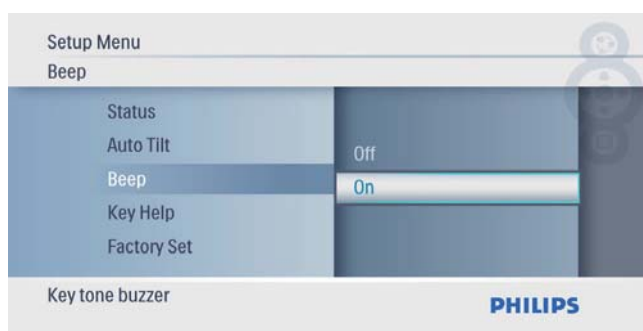 Setup Menu
Beep
Status
Auto Tilt
Beep
Key Help
Factory Set
Off
On
Key tone buzzer
PHILIPS